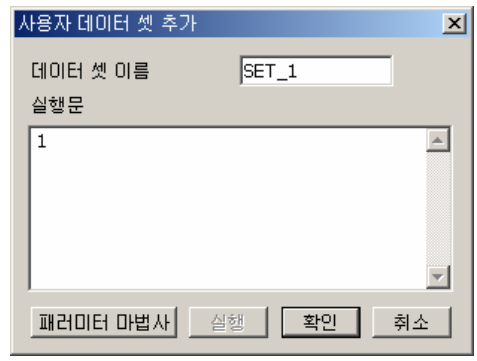 사용자 데이터 셋 추가
데이터 셋 이름 SET_1
실행문
1
패러미터 마법사 실행 확인 취소